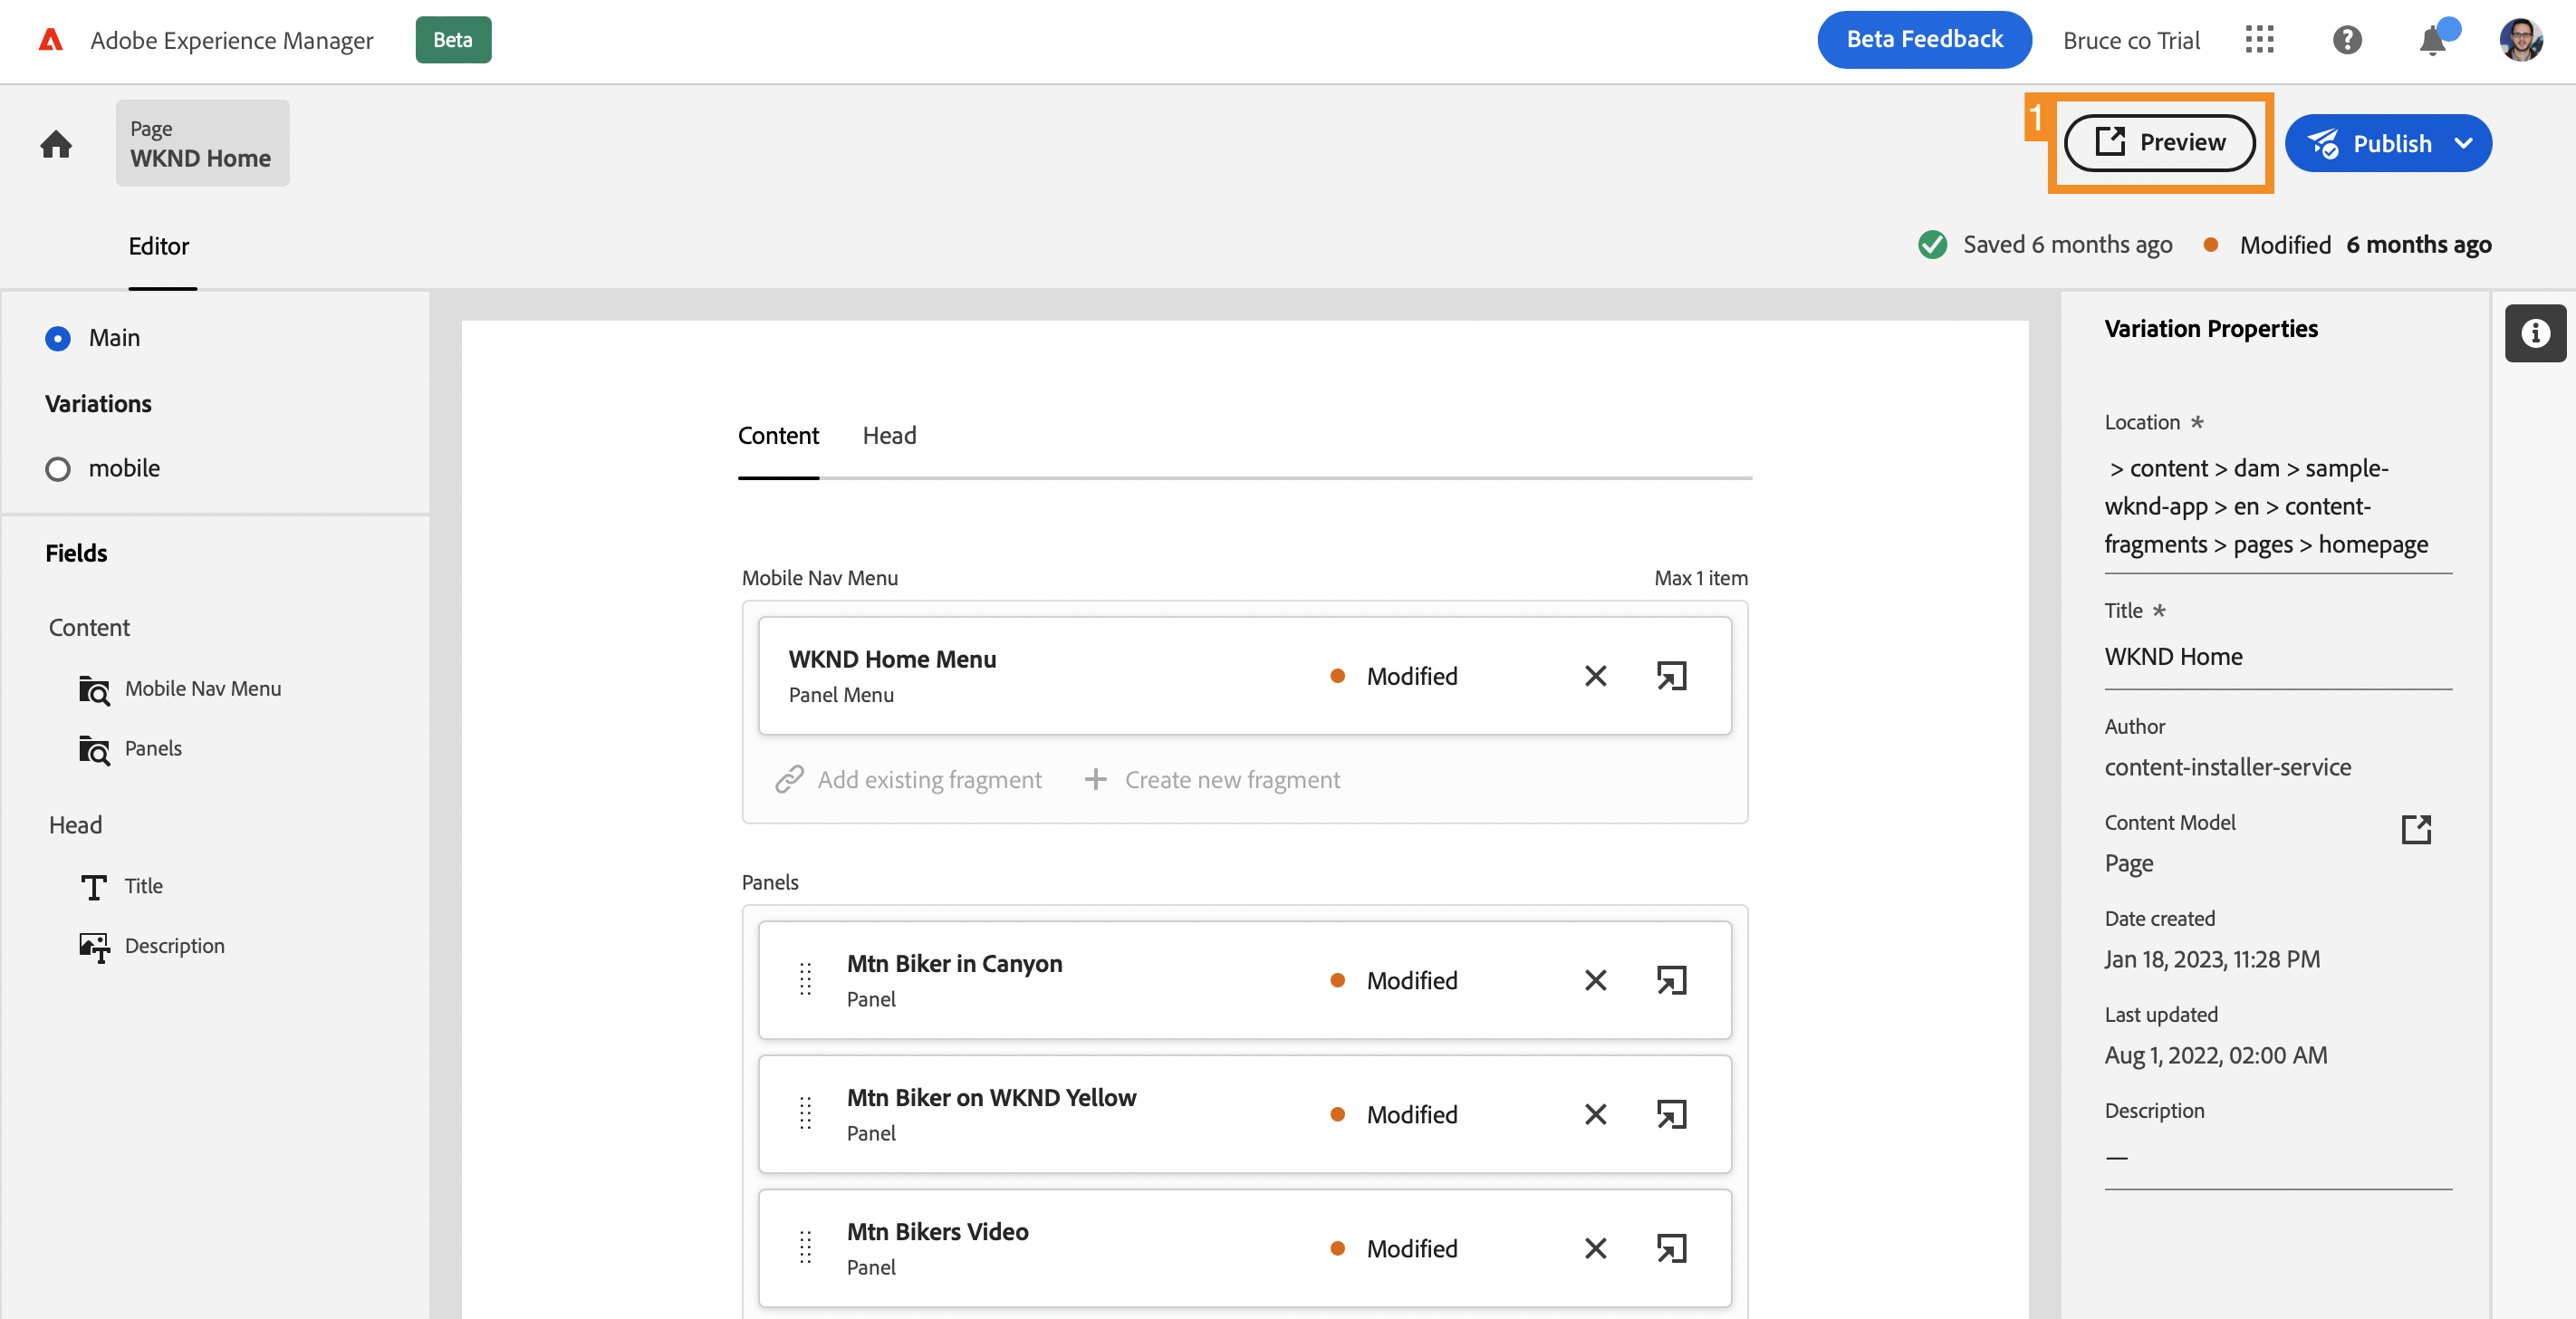 Adobe Experience Manager
Beta
Beta Feedback
Bruce co Trial
Page
WKND Home
1
Preview
Publish
Editor
Saved 6 months ago
Modified 6 months ago
Main
Variations
mobile
Fields
Content
Mobile Nav Menu
Panels
Head
Title
Description
Content
Head
Mobile Nav Menu
Max 1 item
WKND Home Menu
Panel Menu
Modified
Add existing fragment
Create new fragment
Panels
Mtn Biker in Canyon
Panel
Modified
Mtn Biker on WKND Yellow
Panel
Modified
Mtn Bikers Video
Panel
Modified
Variation Properties
Location *
> content > dam > sample-
wknd-app > en > content-
fragments > pages > homepage
Title *
WKND Home
Author
content-installer-service
Content Model
Page
Date created
Jan 18, 2023, 11:28 PM
Last updated
Aug 1, 2022, 02:00 AM
Description
—